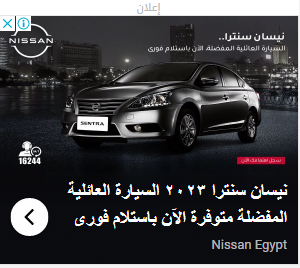 إعلان
نيسان سنترا..
السيارة العائلية المفضلة، الآن باستلام فوري
NISSAN
SENTRA
16244
سجل اهتمامك الآن
نيسان سنترا ٢٠٢٣ السيارة العائلية
المفضلة متوفرة الآن باستلام فورى
Nissan Egypt